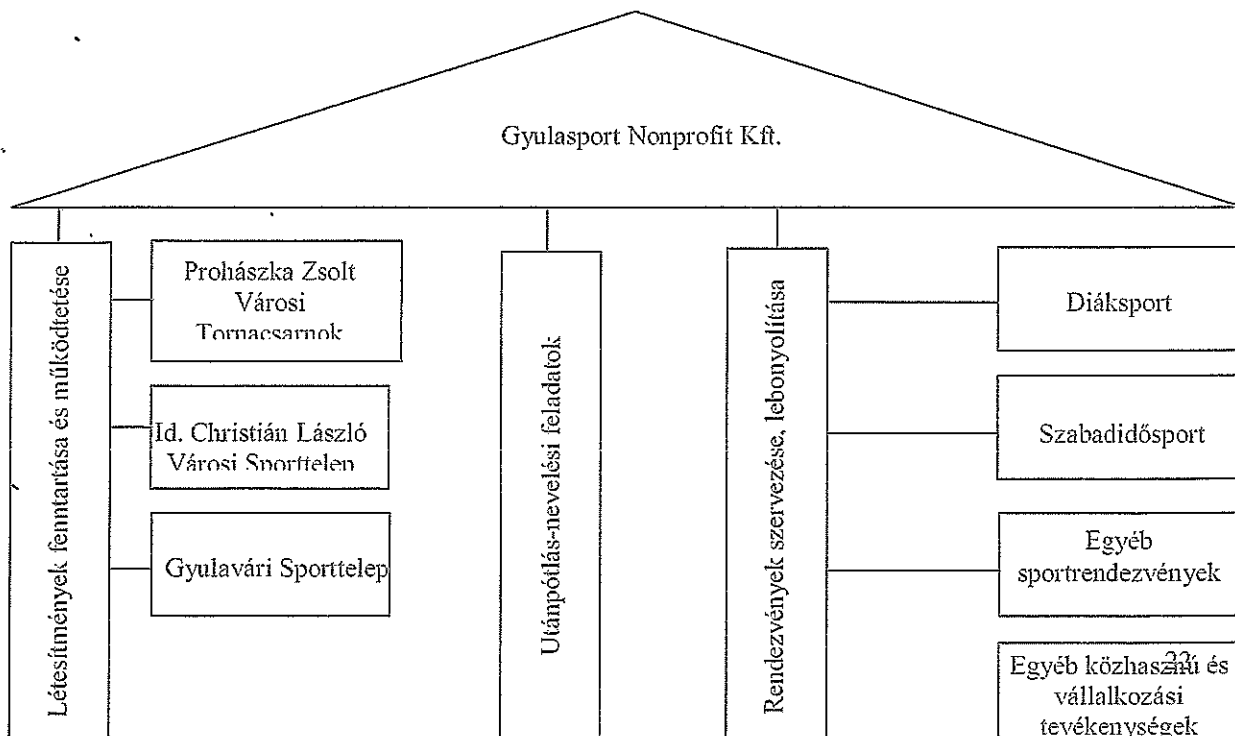 Gyulasport Nonprofit Kft.
Létesítmények fenntartása és működtetése
Prohászka Zsolt
Városi
Tornacsarnok
Id. Christián László
Városi Sporttelep
Gyulavári Sporttelep
Utánpótlás-nevelési feladatok
Rendezvények szervezése, lebonyolítása
Diáksport
Szabadidősport
Egyéb
sportrendezvények
Egyéb közhasznú és
vállalkozási
tevékenységek